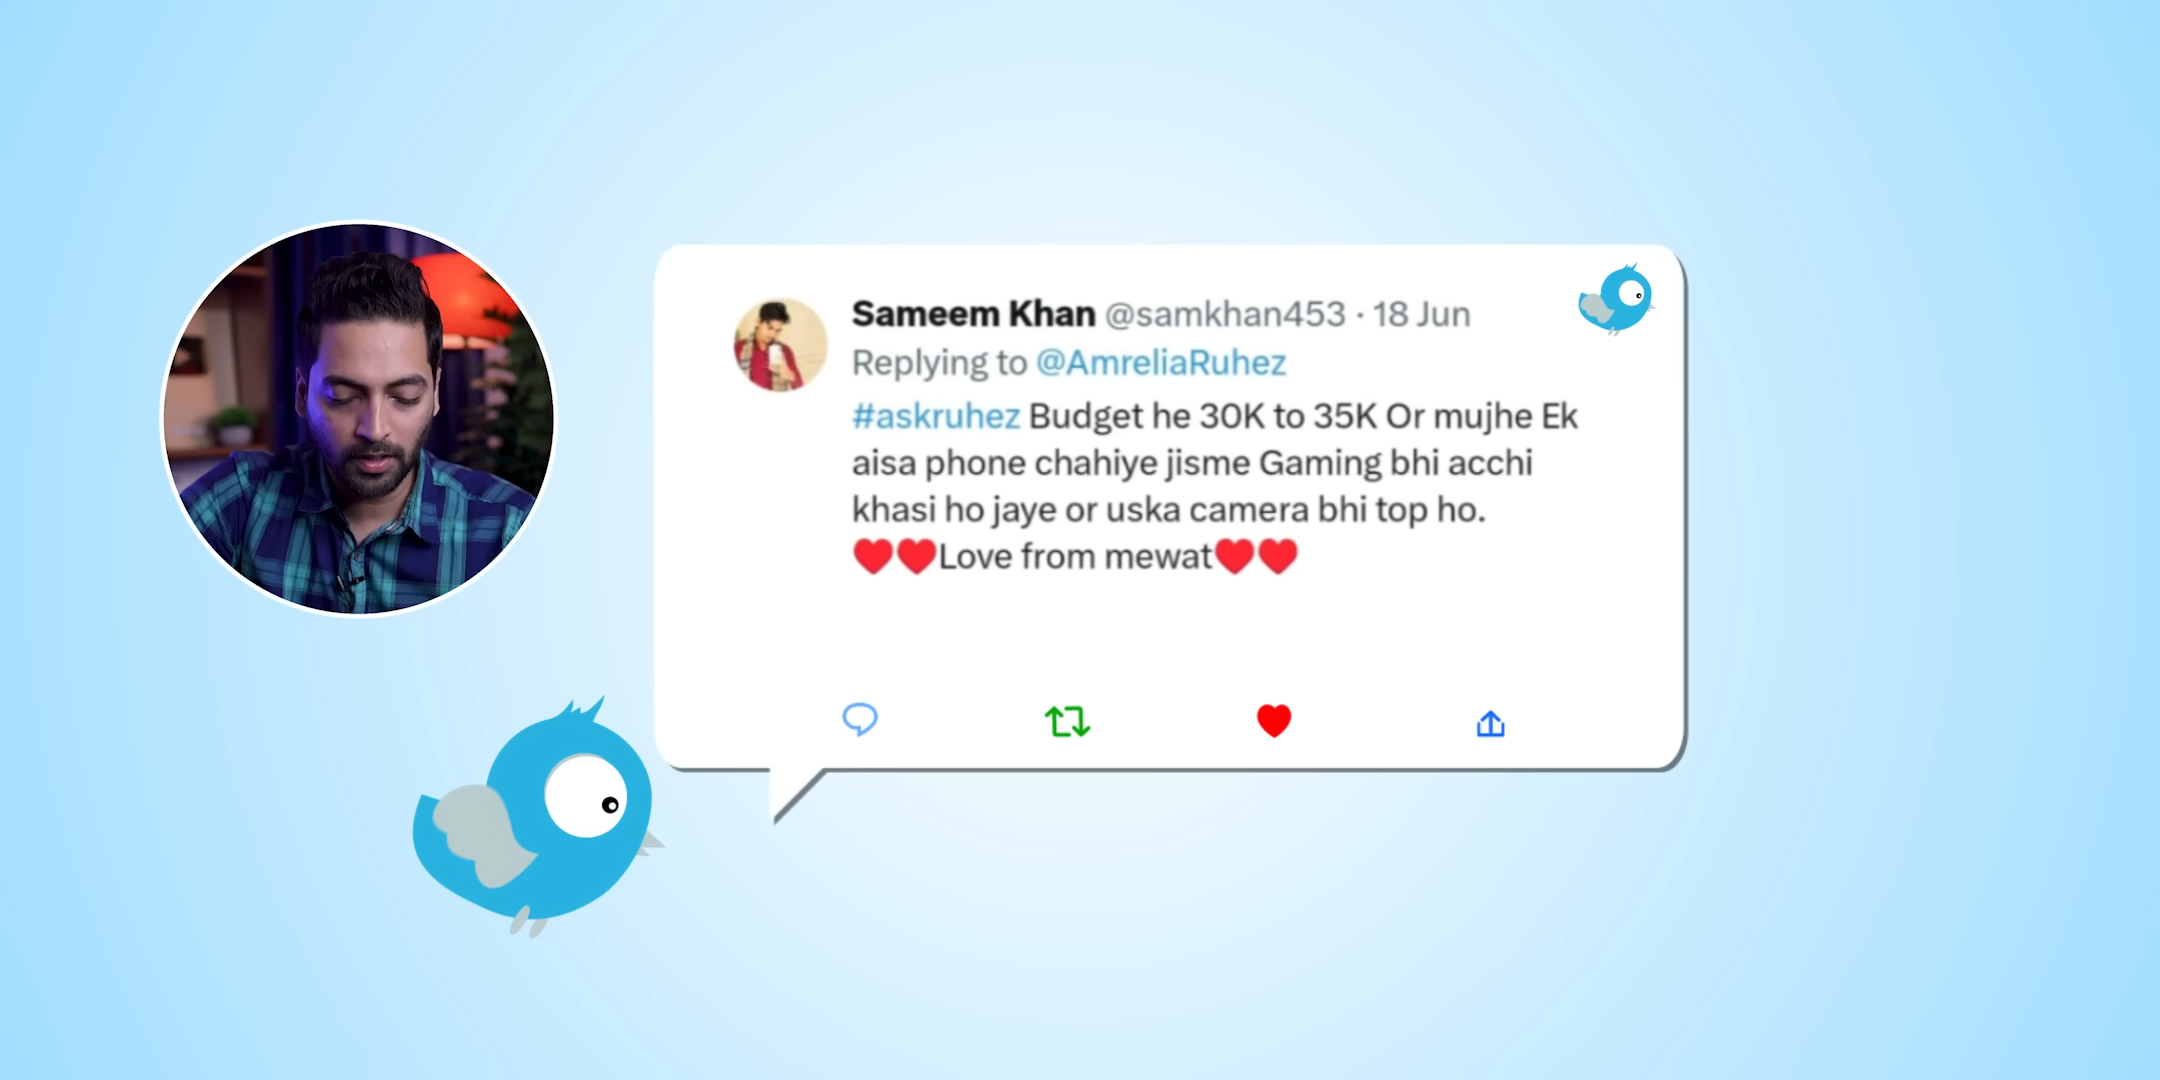 Sameem Khan @samkhan453 · 18 Jun
Replying to @AmreliaRuhez
#askruhez Budget he 30K to 35K Or mujhe Ek
aisa phone chahiye jisme Gaming bhi acchi
khasi ho jaye or uska camera bhi top ho.
❤️❤️Love from mewat❤️❤️